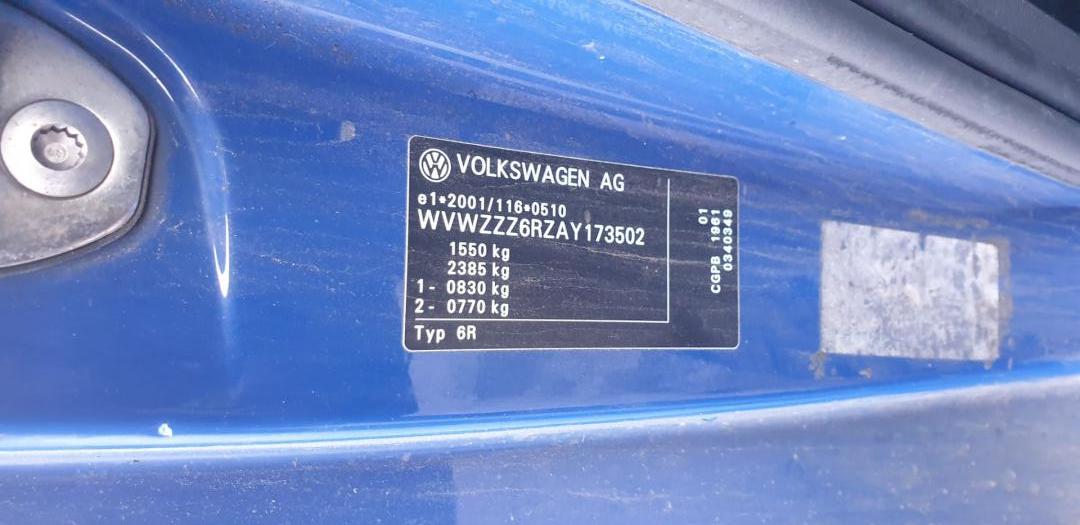 VOLKSWAGEN AG
e1*2001/116*0510
WVWZZZ6RZAY173502
1550 kg
2385 kg
1- 0830 kg
2- 0770 kg
Typ 6R
01
CGPB 1961
0340349